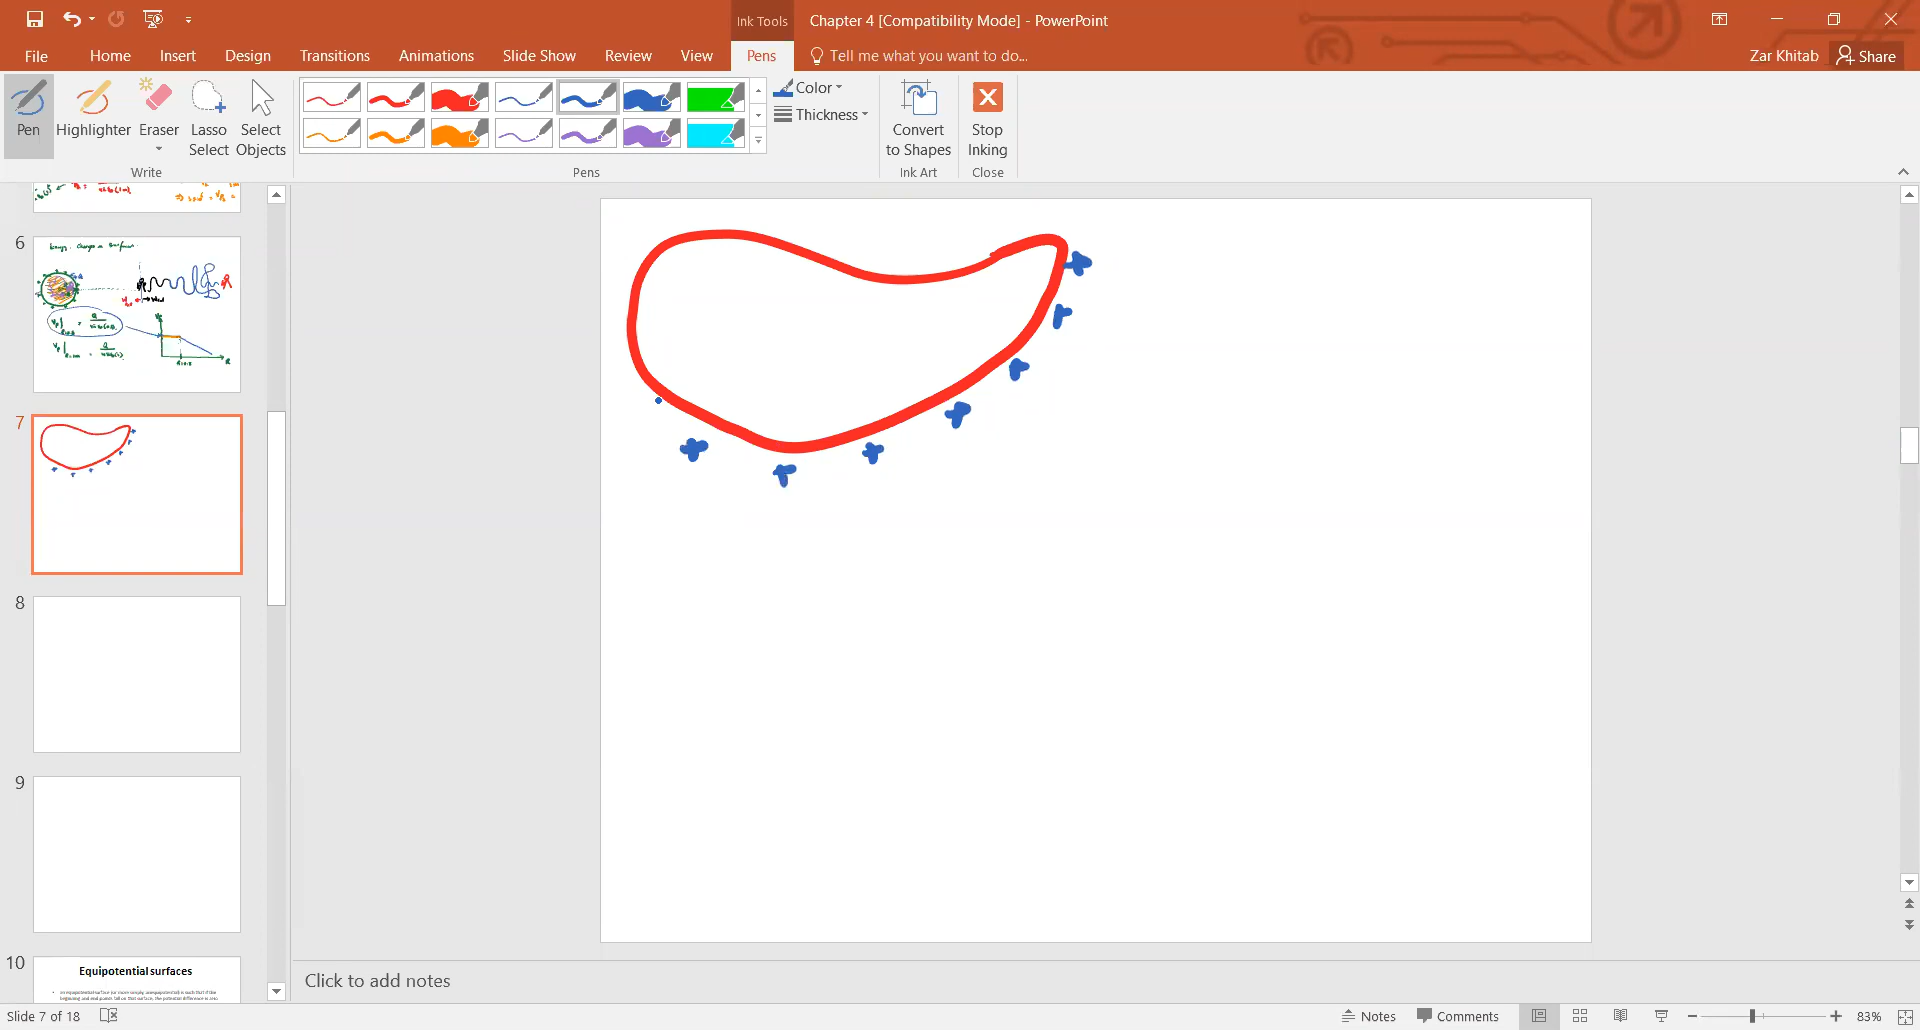 Ink Tools
Chapter 4 [Compatibility Mode] - PowerPoint
File
Home
Insert
Design
Transitions
Animations
Slide Show
Review
View
Pens
Tell me what you want to do...
Zar Khitab
Share
Pen
Highlighter
Eraser
Lasso
Select
Select
Objects
Write
Pens
Color
Thickness
Convert
to Shapes
Ink Art
Stop
Inking
Close
6
7
8
9
10
Equipotential surfaces
Click to add notes
Slide 7 of 18
Notes
Comments
83%